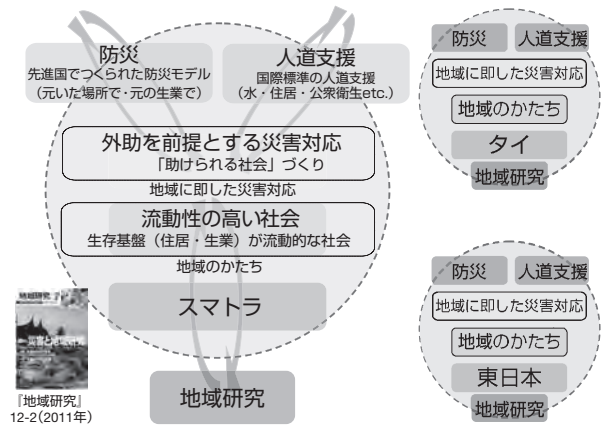 防災
先進国でつくられた防災モデル
（元いた場所で・元の生業で）
人道支援
国際標準の人道支援
（水・住居・公衆衛生etc.）
外助を前提とする災害対応
「助けられる社会」づくり
地域に即した災害対応
流動性の高い社会
生存基盤（住居・生業）が流動的な社会
地域のかたち
スマトラ
地域研究
地域研究
『地域研究』
12-2（2011年）
防災
人道支援
地域に即した災害対応
地域のかたち
タイ
地域研究
防災
人道支援
地域に即した災害対応
地域のかたち
東日本
地域研究